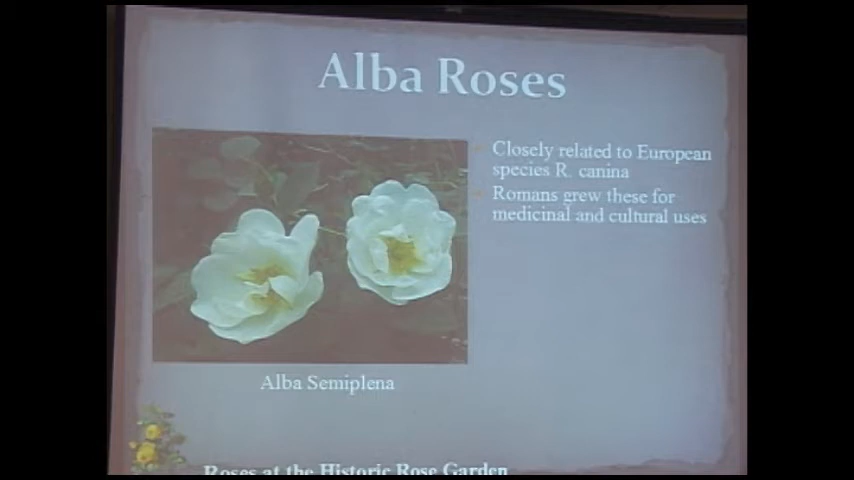 Alba Roses
Closely related to European
species R. canina
Romans grew these for
medicinal and cultural uses
Alba Semiplena
Roses at the Historic Rose Garden